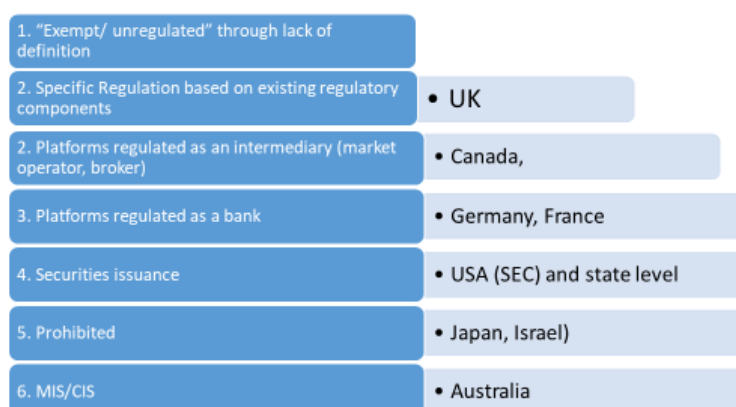 1. “Exempt/ unregulated” through lack of
definition
2. Specific Regulation based on existing regulatory
components
• UK
2. Platforms regulated as an intermediary (market
operator, broker)
• Canada,
3. Platforms regulated as a bank
• Germany, France
4. Securities issuance
• USA (SEC) and state level
5. Prohibited
• Japan, Israel)
6. MIS/CIS
• Australia